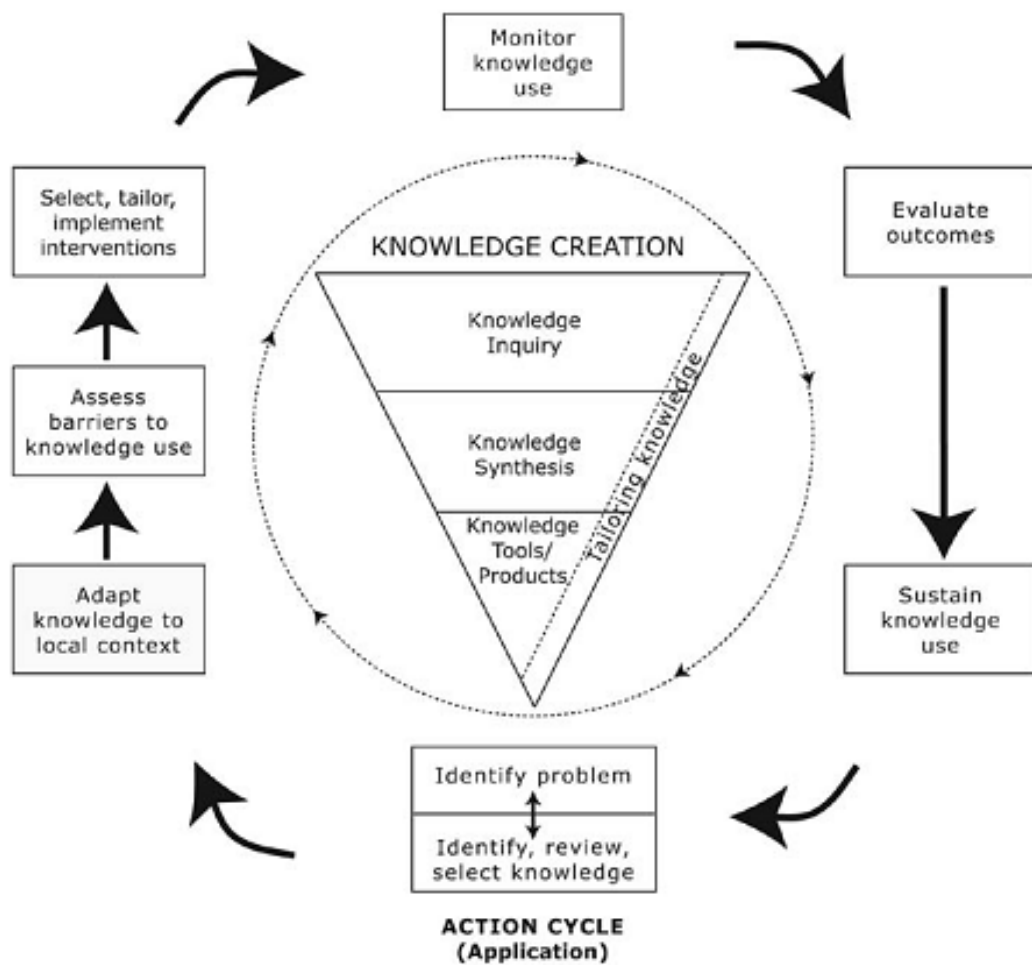 Monitor
knowledge
use
Select, tailor,
implement
interventions
Evaluate
outcomes
KNOWLEDGE CREATION
Knowledge
Inquiry
Assess
barriers to
knowledge use
Knowledge
Synthesis
Tailoring knowledge
Knowledge
Tools/
Products
Adapt
knowledge to
local context
Sustain
knowledge
use
Identify problem
Identify, review,
select knowledge
ACTION CYCLE
(Application)